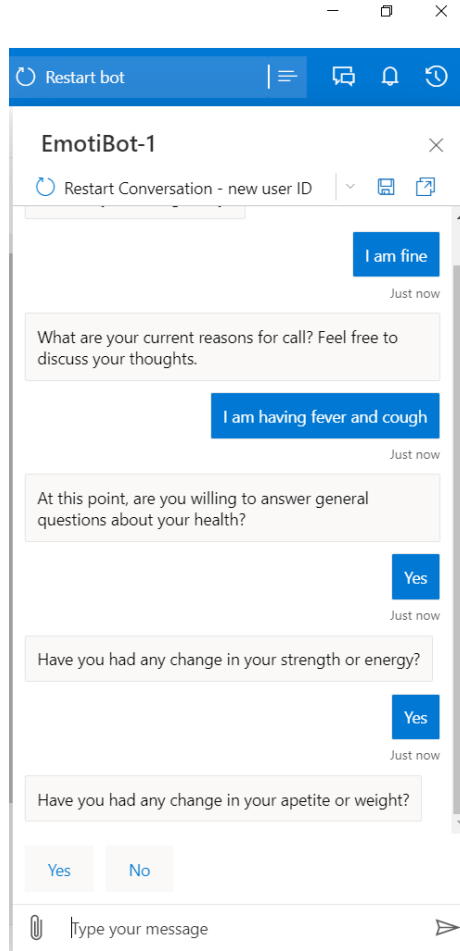 Restart bot
EmotiBot-1
Restart Conversation - new user ID
I am fine
Just now
What are your current reasons for call? Feel free to
discuss your thoughts.
I am having fever and cough
Just now
At this point, are you willing to answer general
questions about your health?
Yes
Just now
Have you had any change in your strength or energy?
Yes
Just now
Have you had any change in your apetite or weight?
Yes No
Type your message